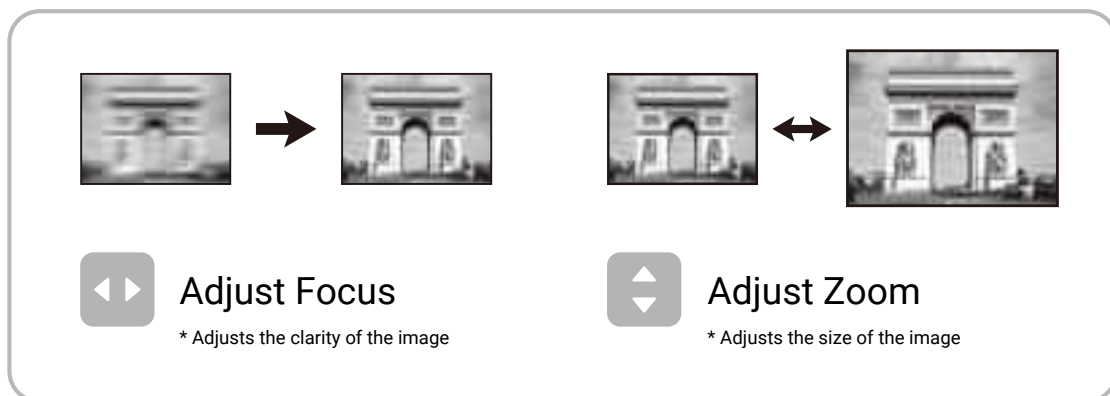 Adjust Focus
* Adjusts the clarity of the image
Adjust Zoom
* Adjusts the size of the image